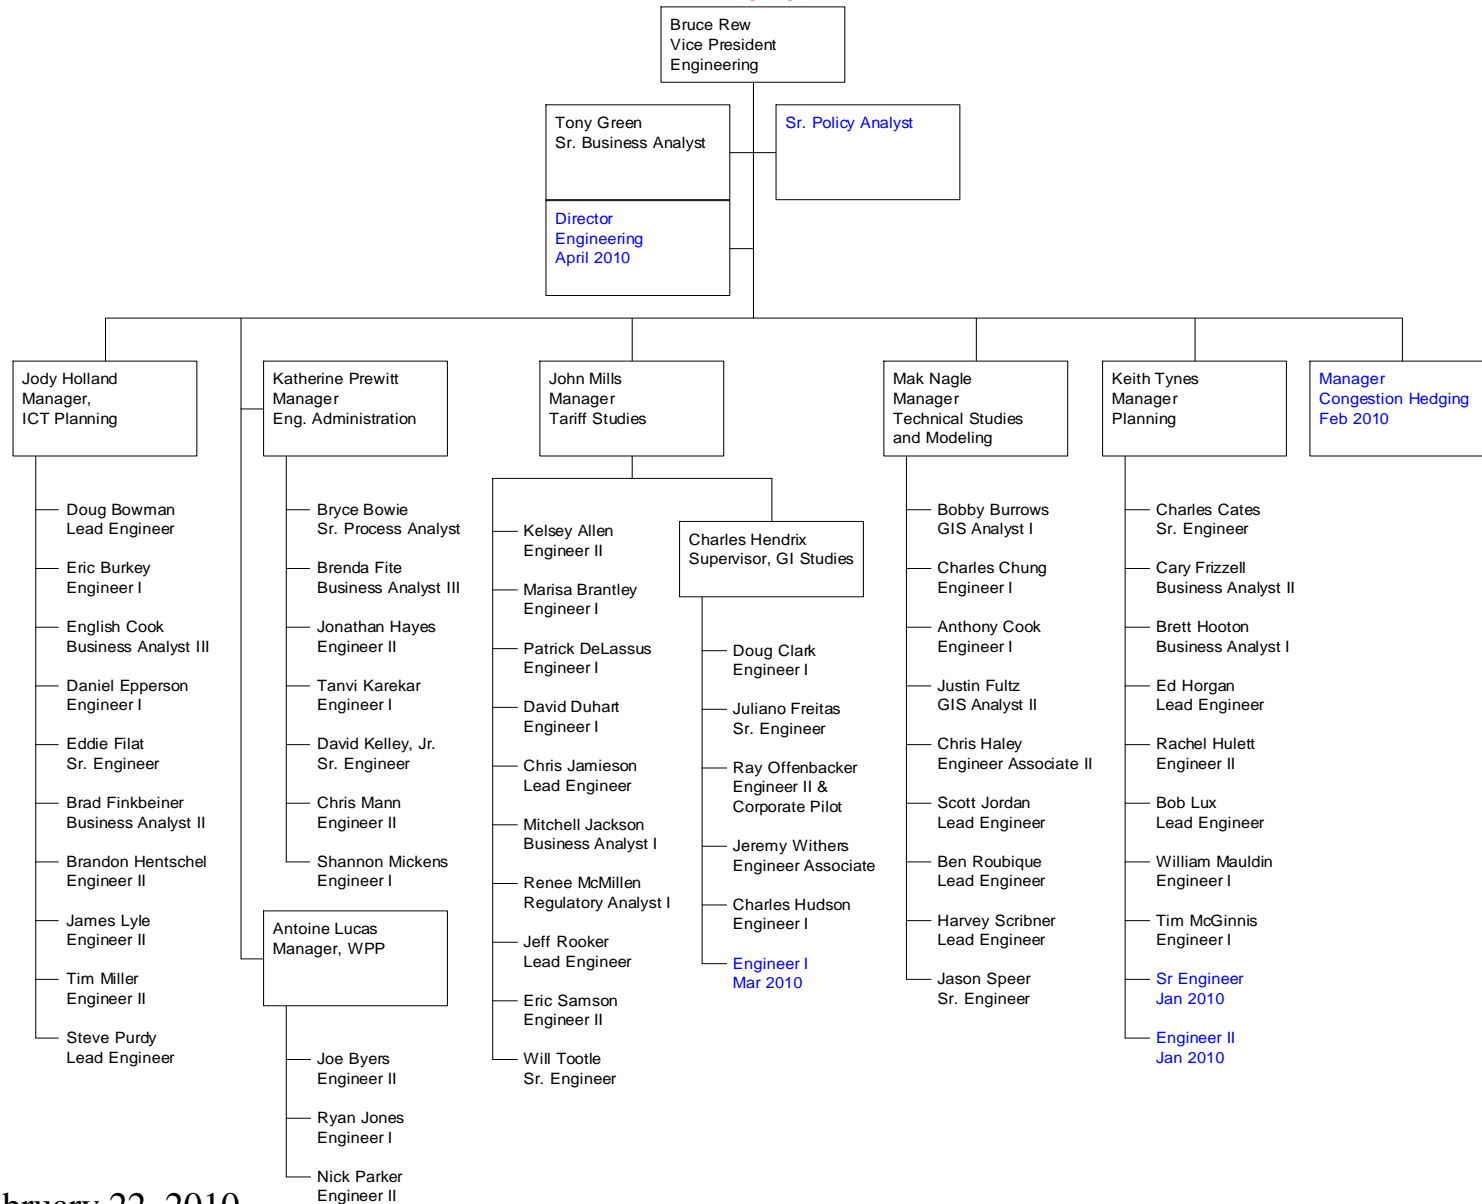 Bruce Rew
Vice President
Engineering
Tony Green
Sr. Business Analyst
Sr. Policy Analyst
Director
Engineering
April 2010
Jody Holland
Manager,
ICT Planning
Doug Bowman
Lead Engineer
Eric Burkey
Engineer I
English Cook
Business Analyst III
Daniel Epperson
Engineer I
Eddie Filat
Sr. Engineer
Brad Finkbeiner
Business Analyst II
Brandon Hentschel
Engineer II
James Lyle
Engineer II
Tim Miller
Engineer II
Steve Purdy
Lead Engineer
Katherine Prewitt
Manager
Eng. Administration
Bryce Bowie
Sr. Process Analyst
Brenda Fite
Business Analyst III
Jonathan Hayes
Engineer II
Tanvi Karekar
Engineer I
David Kelley, Jr.
Sr. Engineer
Chris Mann
Engineer II
Shannon Mickens
Engineer I
Antoine Lucas
Manager, WPP
Joe Byers
Engineer II
Ryan Jones
Engineer I
Nick Parker
Engineer II
John Mills
Manager
Tariff Studies
Kelsey Allen
Engineer II
Marisa Brantley
Engineer I
Patrick DeLassus
Engineer I
David Duhart
Engineer I
Chris Jamieson
Lead Engineer
Mitchell Jackson
Business Analyst I
Renee McMillen
Regulatory Analyst I
Jeff Rooker
Lead Engineer
Eric Samson
Engineer II
Will Tootle
Sr. Engineer
Charles Hendrix
Supervisor, GI Studies
Doug Clark
Engineer I
Juliano Freitas
Sr. Engineer
Ray Offenbacker
Engineer II &
Corporate Pilot
Jeremy Withers
Engineer Associate
Charles Hudson
Engineer I
Engineer I
Mar 2010
Mak Nagle
Manager
Technical Studies
and Modeling
Bobby Burrows
GIS Analyst I
Charles Chung
Engineer I
Anthony Cook
Engineer I
Justin Fultz
GIS Analyst II
Chris Haley
Engineer Associate II
Scott Jordan
Lead Engineer
Ben Roubique
Lead Engineer
Harvey Scribner
Lead Engineer
Jason Speer
Sr. Engineer
Keith Tynes
Manager
Planning
Charles Cates
Sr. Engineer
Cary Frizzell
Business Analyst II
Brett Hooton
Business Analyst I
Ed Horgan
Lead Engineer
Rachel Hulett
Engineer II
Bob Lux
Lead Engineer
William Mauldin
Engineer I
Tim McGinnis
Engineer I
Sr Engineer
Jan 2010
Engineer II
Jan 2010
Manager
Congestion Hedging
Feb 2010
bruary 22, 2010